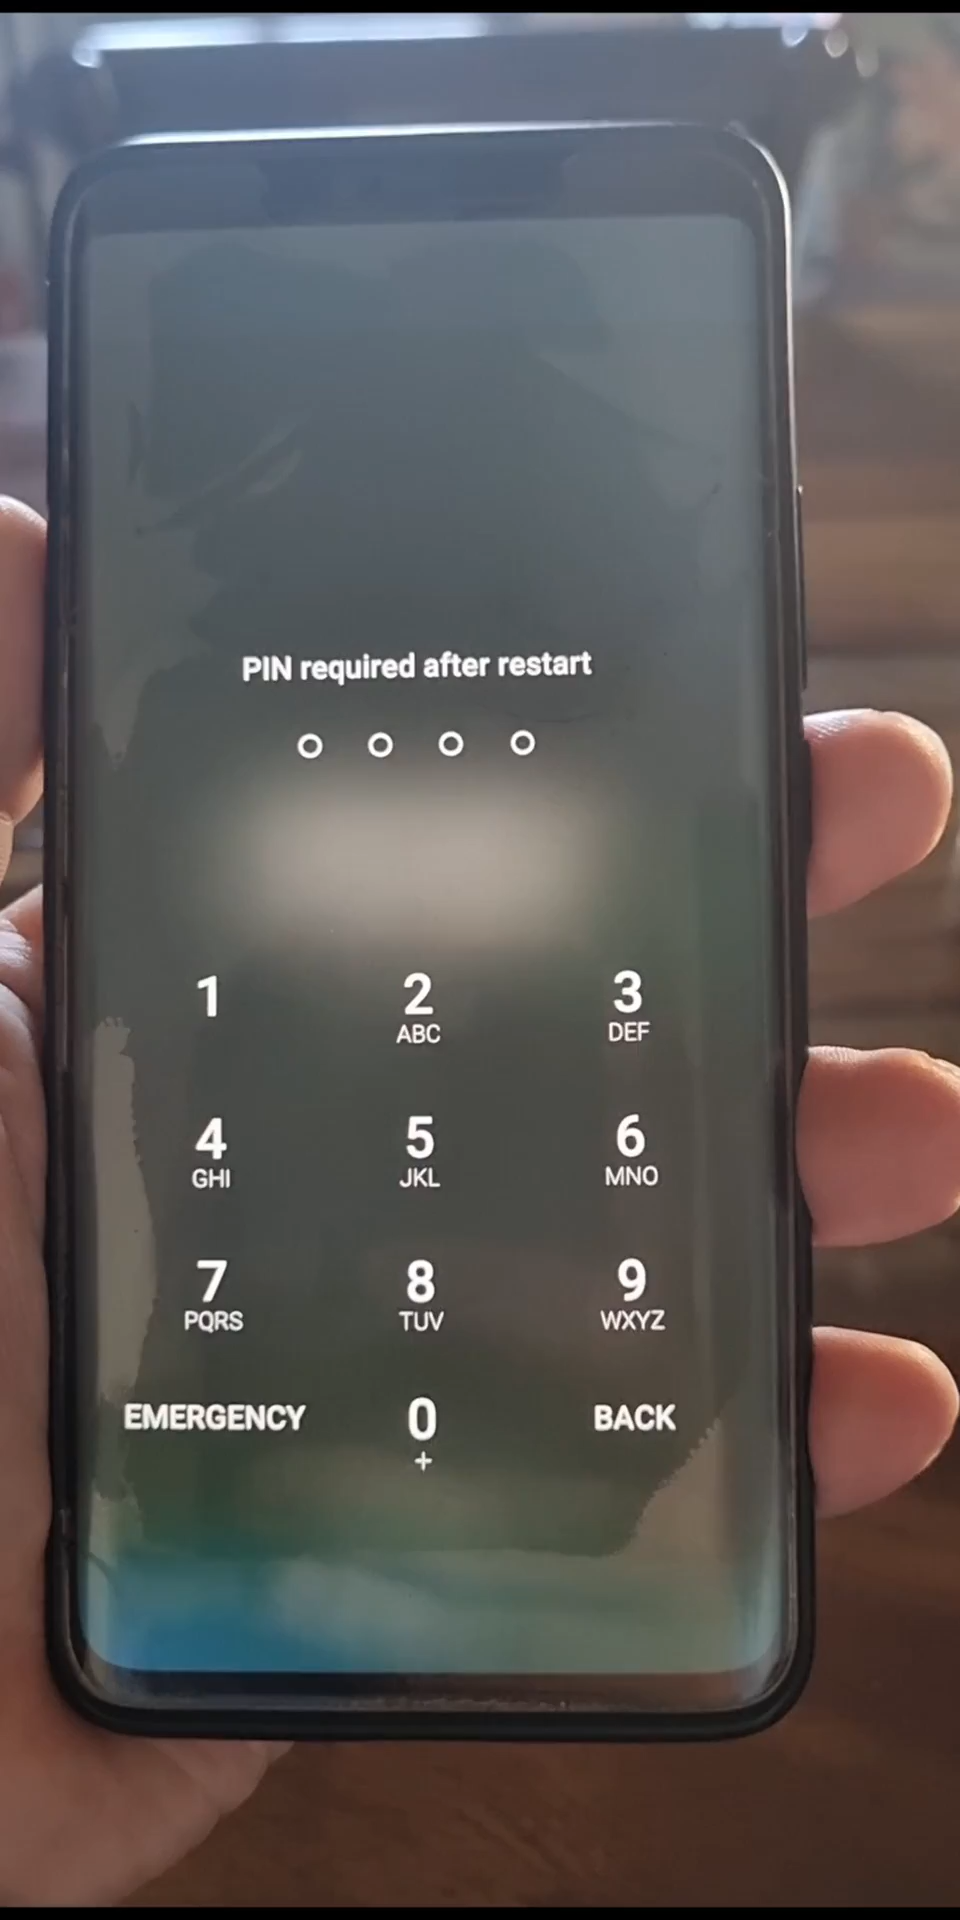 PIN required after restart
1 2 3
ABC DEF
4 5 6
GHI JKL MNO
7 8 9
PQRS TUV WXYZ
EMERGENCY 0 BACK
+